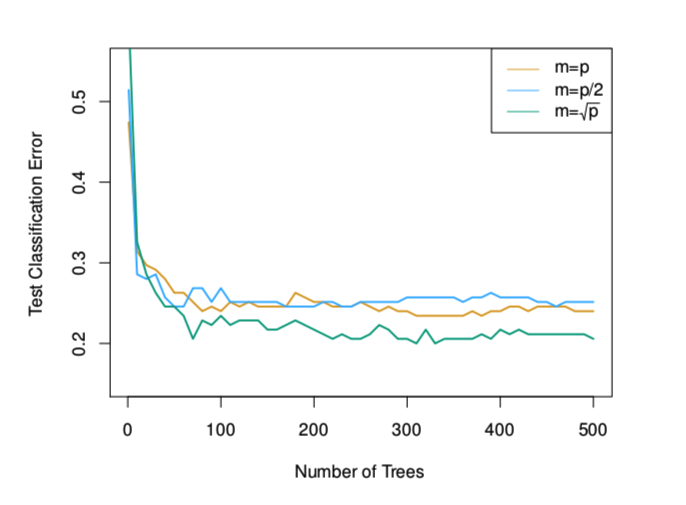 m=p
m=p/2
m=√p
Test Classification Error
0.5
0.4
0.3
0.2
0 100 200 300 400 500
Number of Trees